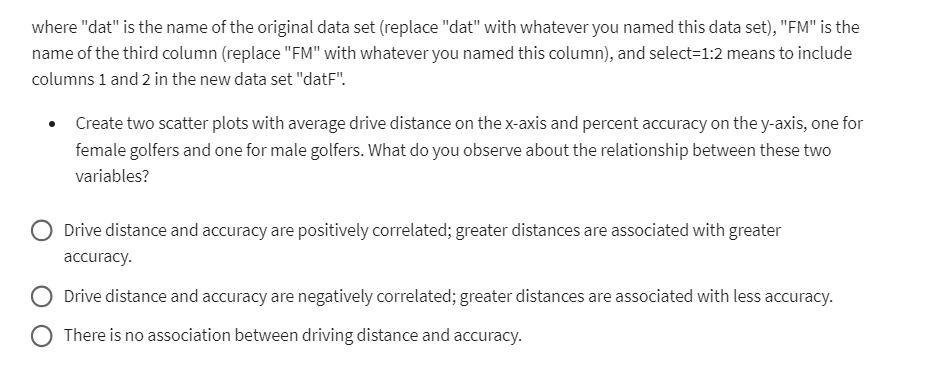 where "dat" is the name of the original data set (replace "dat" with whatever you named this data set), "FM" is the
name of the third column (replace "FM" with whatever you named this column), and select=1:2 means to include
columns 1 and 2 in the new data set "datF".
• Create two scatter plots with average drive distance on the x-axis and percent accuracy on the y-axis, one for
female golfers and one for male golfers. What do you observe about the relationship between these two
variables?
Drive distance and accuracy are positively correlated; greater distances are associated with greater
accuracy.
Drive distance and accuracy are negatively correlated; greater distances are associated with less accuracy.
There is no association between driving distance and accuracy.